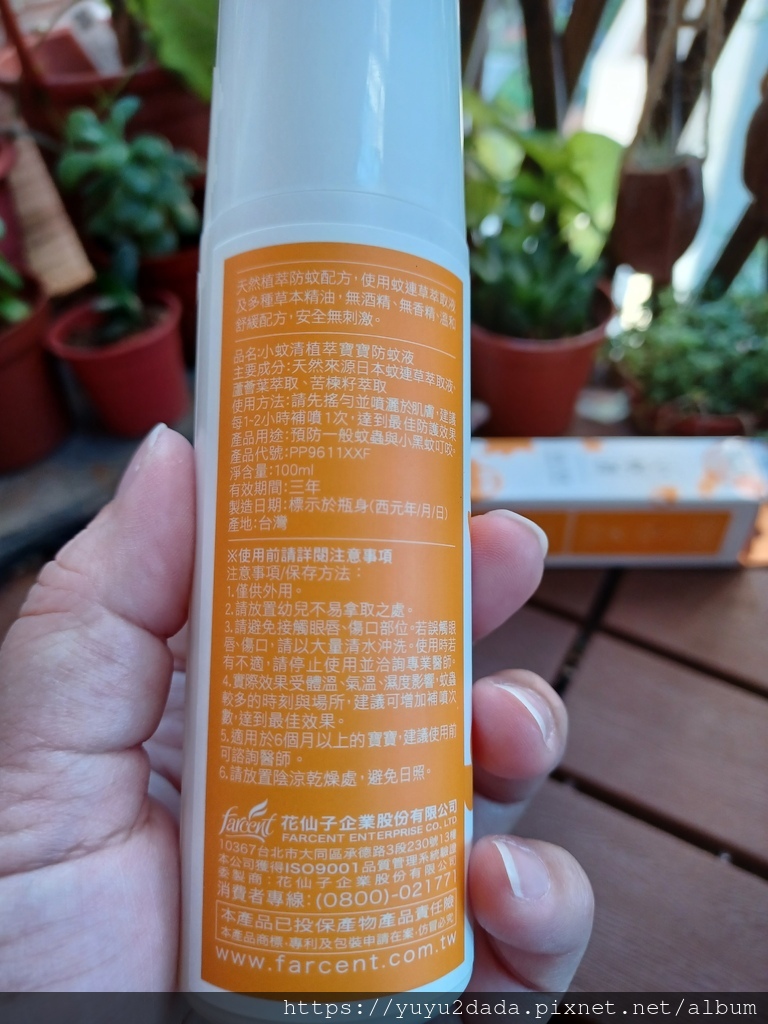 天然植萃防蚊配方，使用蚊連草萃取液
及多種草本精油，無酒精、無香精，溫和
舒緩配方，安全無刺激。
品名：小蚊清植萃寶寶防蚊液
主要成分：天然來源日本蚊連草萃取液、
蘆薈葉萃取、苦楝籽萃取
使用方法：請先搖勻並噴灑於肌膚，建議
每1-2小時補噴1次，達到最佳防護效果
產品用途：預防一般蚊蟲與小黑蚊叮咬。
產品代號：PP9611XXF
淨含量：100ml
有效期間：三年
製造日期：標示於瓶身(西元年/月/日)
產地：台灣
※使用前請詳閱注意事項
注意事項/保存方法：
1.僅供外用。
2.請放置幼兒不易拿取之處。
3.請避免接觸眼唇、傷口部位。若誤觸眼
唇、傷口，請以大量清水沖洗。使用時若
有不適，請停止使用並洽詢專業醫師。
4.實際效果受體溫、氣溫、濕度影響，蚊蟲
較多的時刻與場所，建議可增加補噴次
數，達到最佳效果。
5.適用於6個月以上的寶寶，建議使用前
可諮詢醫師。
6.請放置陰涼乾燥處，避免日照。
farcent 花仙子企業股份有限公司
FARCENT ENTERPRISE CO., LTD.
10367台北市大同區承德路3段230號13樓
本公司獲得ISO9001品質管理系統驗證
委製商：花仙子企業股份有限公司
消費者專線：(0800)-021771
本產品已投保產物產品責任險
本產品商標、專利及包裝申請在案，仿冒必究
www.farcent.com.tw
https://yuyu2dada.pixnet.net/album